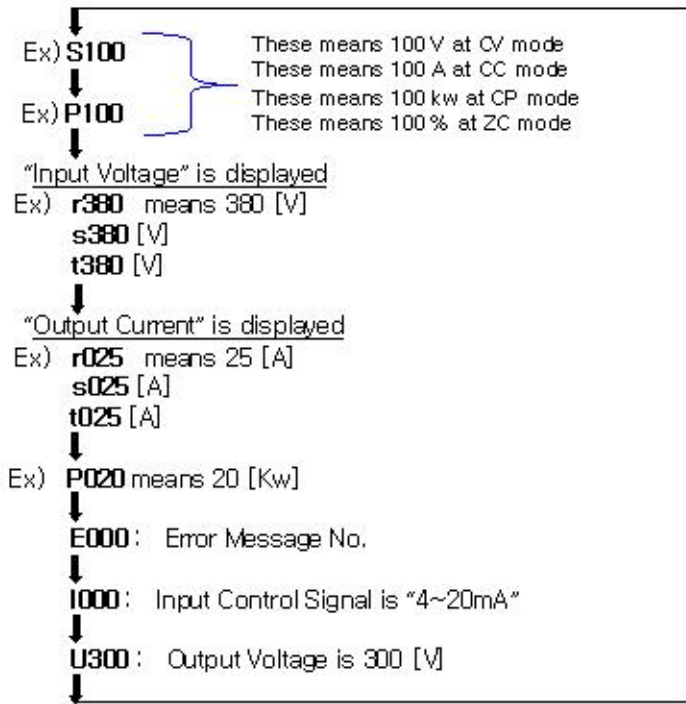 Ex) S100
These means 100 V at CV mode
These means 100 A at CC mode
Ex) P100
These means 100 kw at CP mode
These means 100 % at ZC mode
“Input Voltage” is displayed
Ex) r380 means 380 [V]
s380 [V]
t380 [V]
“Output Current” is displayed
Ex) r025 means 25 [A]
s025 [A]
t025 [A]
Ex) P020 means 20 [Kw]
E000 : Error Message No.
I000 : Input Control Signal is “4~20mA”
U300 : Output Voltage is 300 [V]